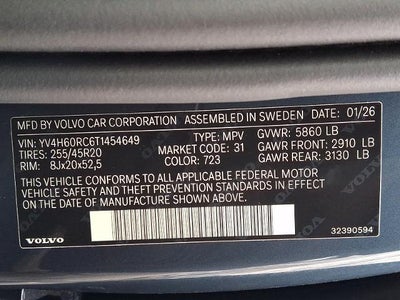 VOLVO CAR CORPORATION ASSEMBLED IN SWEDEN DATE: 01/26
VIN: YV4H60RC6T1454649 TYPE: MPV GVWR: 5860 LB
TIRES: 255/45R20 MARKET CODE: 31 GAWR FRONT: 2910 LB
RIM: 8Jx20x52,5 COLOR: 723 GAWR REAR: 3130 LB
THIS VEHICLE CONFORMS TO ALL APPLICABLE FEDERAL MOTOR
VEHICLE SAFETY AND THEFT PREVENTION STANDARDS IN EFFECT
ON THE DATE OF MANUFACTURE SHOWN ABOVE.
VOLVO 32390594